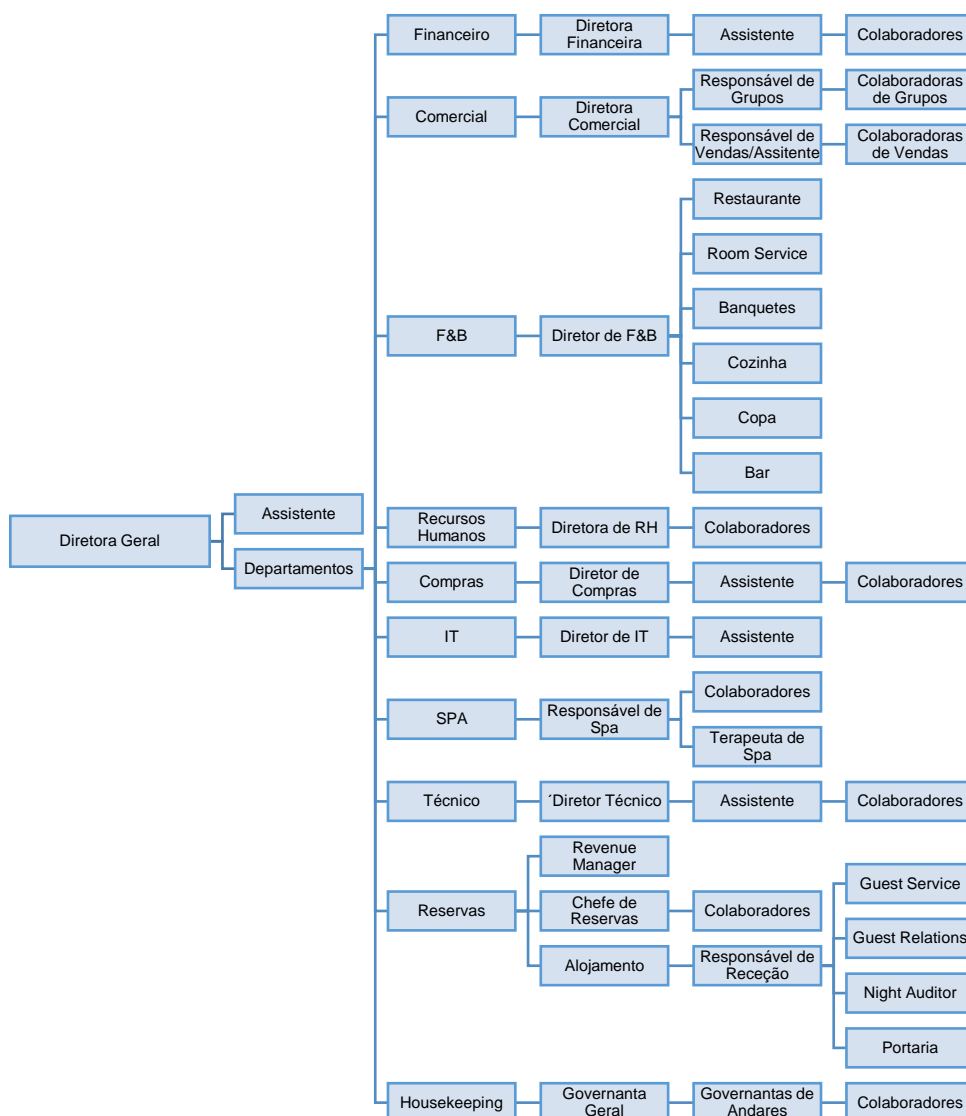 Financeiro
Diretora
Financeira
Assistente
Colaboradores
Comercial
Diretora
Comercial
Responsável de
Grupos
Colaboradoras
de Grupos
Responsável de
Vendas/Assitente
Colaboradoras
de Vendas
Restaurante
Room Service
Banquetes
F&B
Diretor de F&B
Cozinha
Copa
Bar
Diretora Geral
Assistente
Departamentos
Recursos
Humanos
Diretora de RH
Colaboradores
Compras
Diretor de
Compras
Assistente
Colaboradores
IT
Diretor de IT
Assistente
SPA
Responsável de
Spa
Colaboradores
Terapeuta de
Spa
Técnico
´Diretor Técnico
Assistente
Colaboradores
Reservas
Revenue
Manager
Chefe de
Reservas
Colaboradores
Alojamento
Responsável de
Receção
Guest Service
Guest Relations
Night Auditor
Portaria
Housekeeping
Governanta
Geral
Governantas de
Andares
Colaboradores